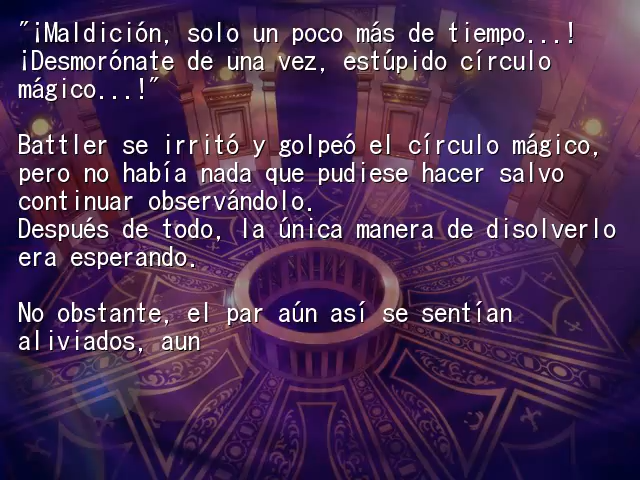 "¡Maldición, solo un poco más de tiempo...!
¡Desmorónate de una vez, estúpido círculo
mágico...!"
Battler se irritó y golpeó el círculo mágico,
pero no había nada que pudiese hacer salvo
continuar observándolo.
Después de todo, la única manera de disolverlo
era esperando.
No obstante, el par aún así se sentían
aliviados, aun